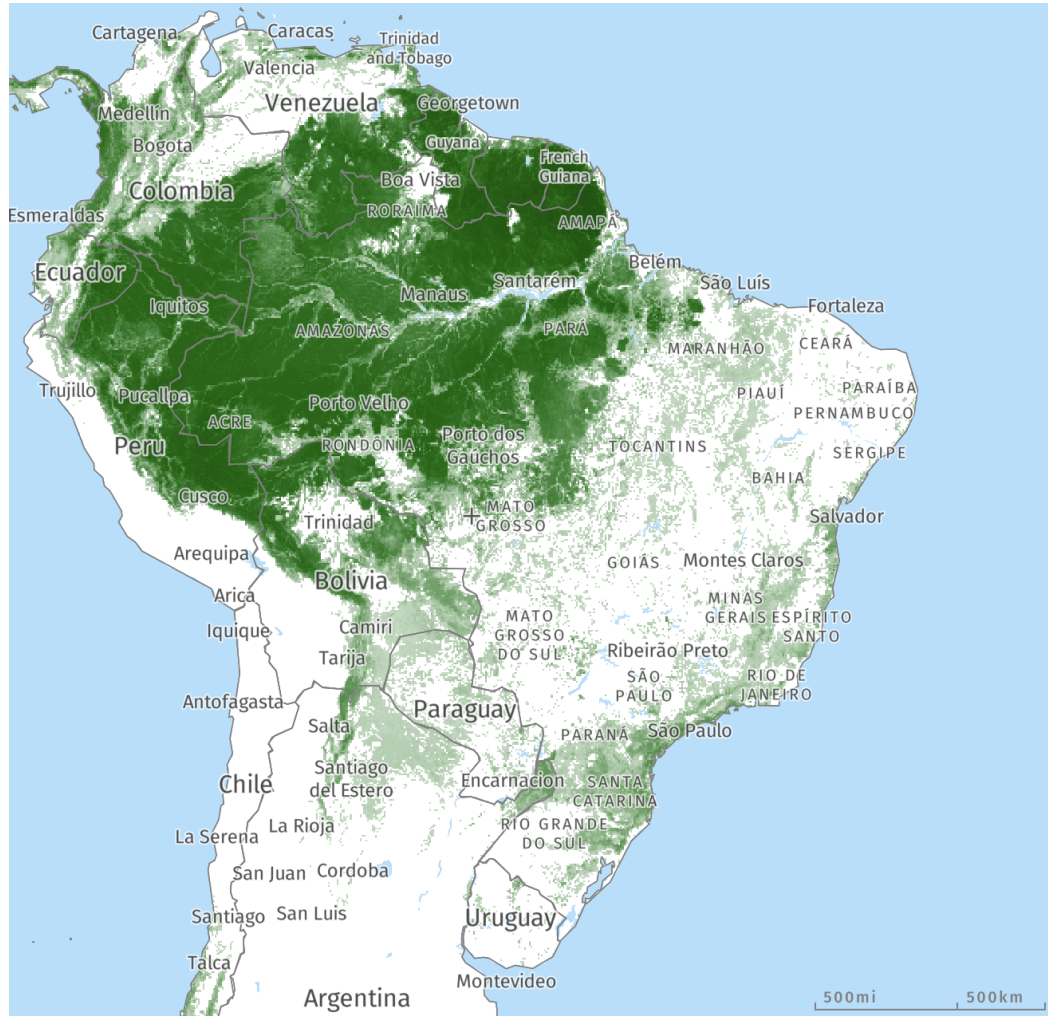 Cartagena
Caracas
Trinidad
and Tobago
Valencia
Venezuela
Georgetown
Medellín
Guyana
Bogota
French
Guiana
Boa Vista
Colombia
RORAIMA
Esmeraldas
AMAPÁ
Ecuador
Belém
Santarém
São Luís
Manaus
Iquitos
Fortaleza
AMAZONAS
PARÁ
MARANHÃO
CEARÁ
Trujillo
Pucallpa
PIAUÍ
PARAÍBA
Porto Velho
PERNAMBUCO
ACRE
Peru
RONDÔNIA
Porto dos
Gaúchos
TOCANTINS
SERGIPE
BAHIA
Cusco
MATO
GROSSO
Trinidad
Salvador
Arequipa
GOIÁS
Montes Claros
Bolivia
Arica
MINAS
GERAIS
ESPÍRITO
SANTO
Iquique
Camiri
MATO
GROSSO
DO SUL
Ribeirão Preto
Tarija
SÃO
PAULO
RIO DE
JANEIRO
Antofagasta
Paraguay
Salta
PARANÁ
São Paulo
Chile
Santiago
del Estero
Encarnacion
SANTA
CATARINA
La Rioja
RIO GRANDE
DO SUL
La Serena
San Juan
Cordoba
Santiago
San Luis
Uruguay
Talca
Montevideo
Argentina
500mi
500km